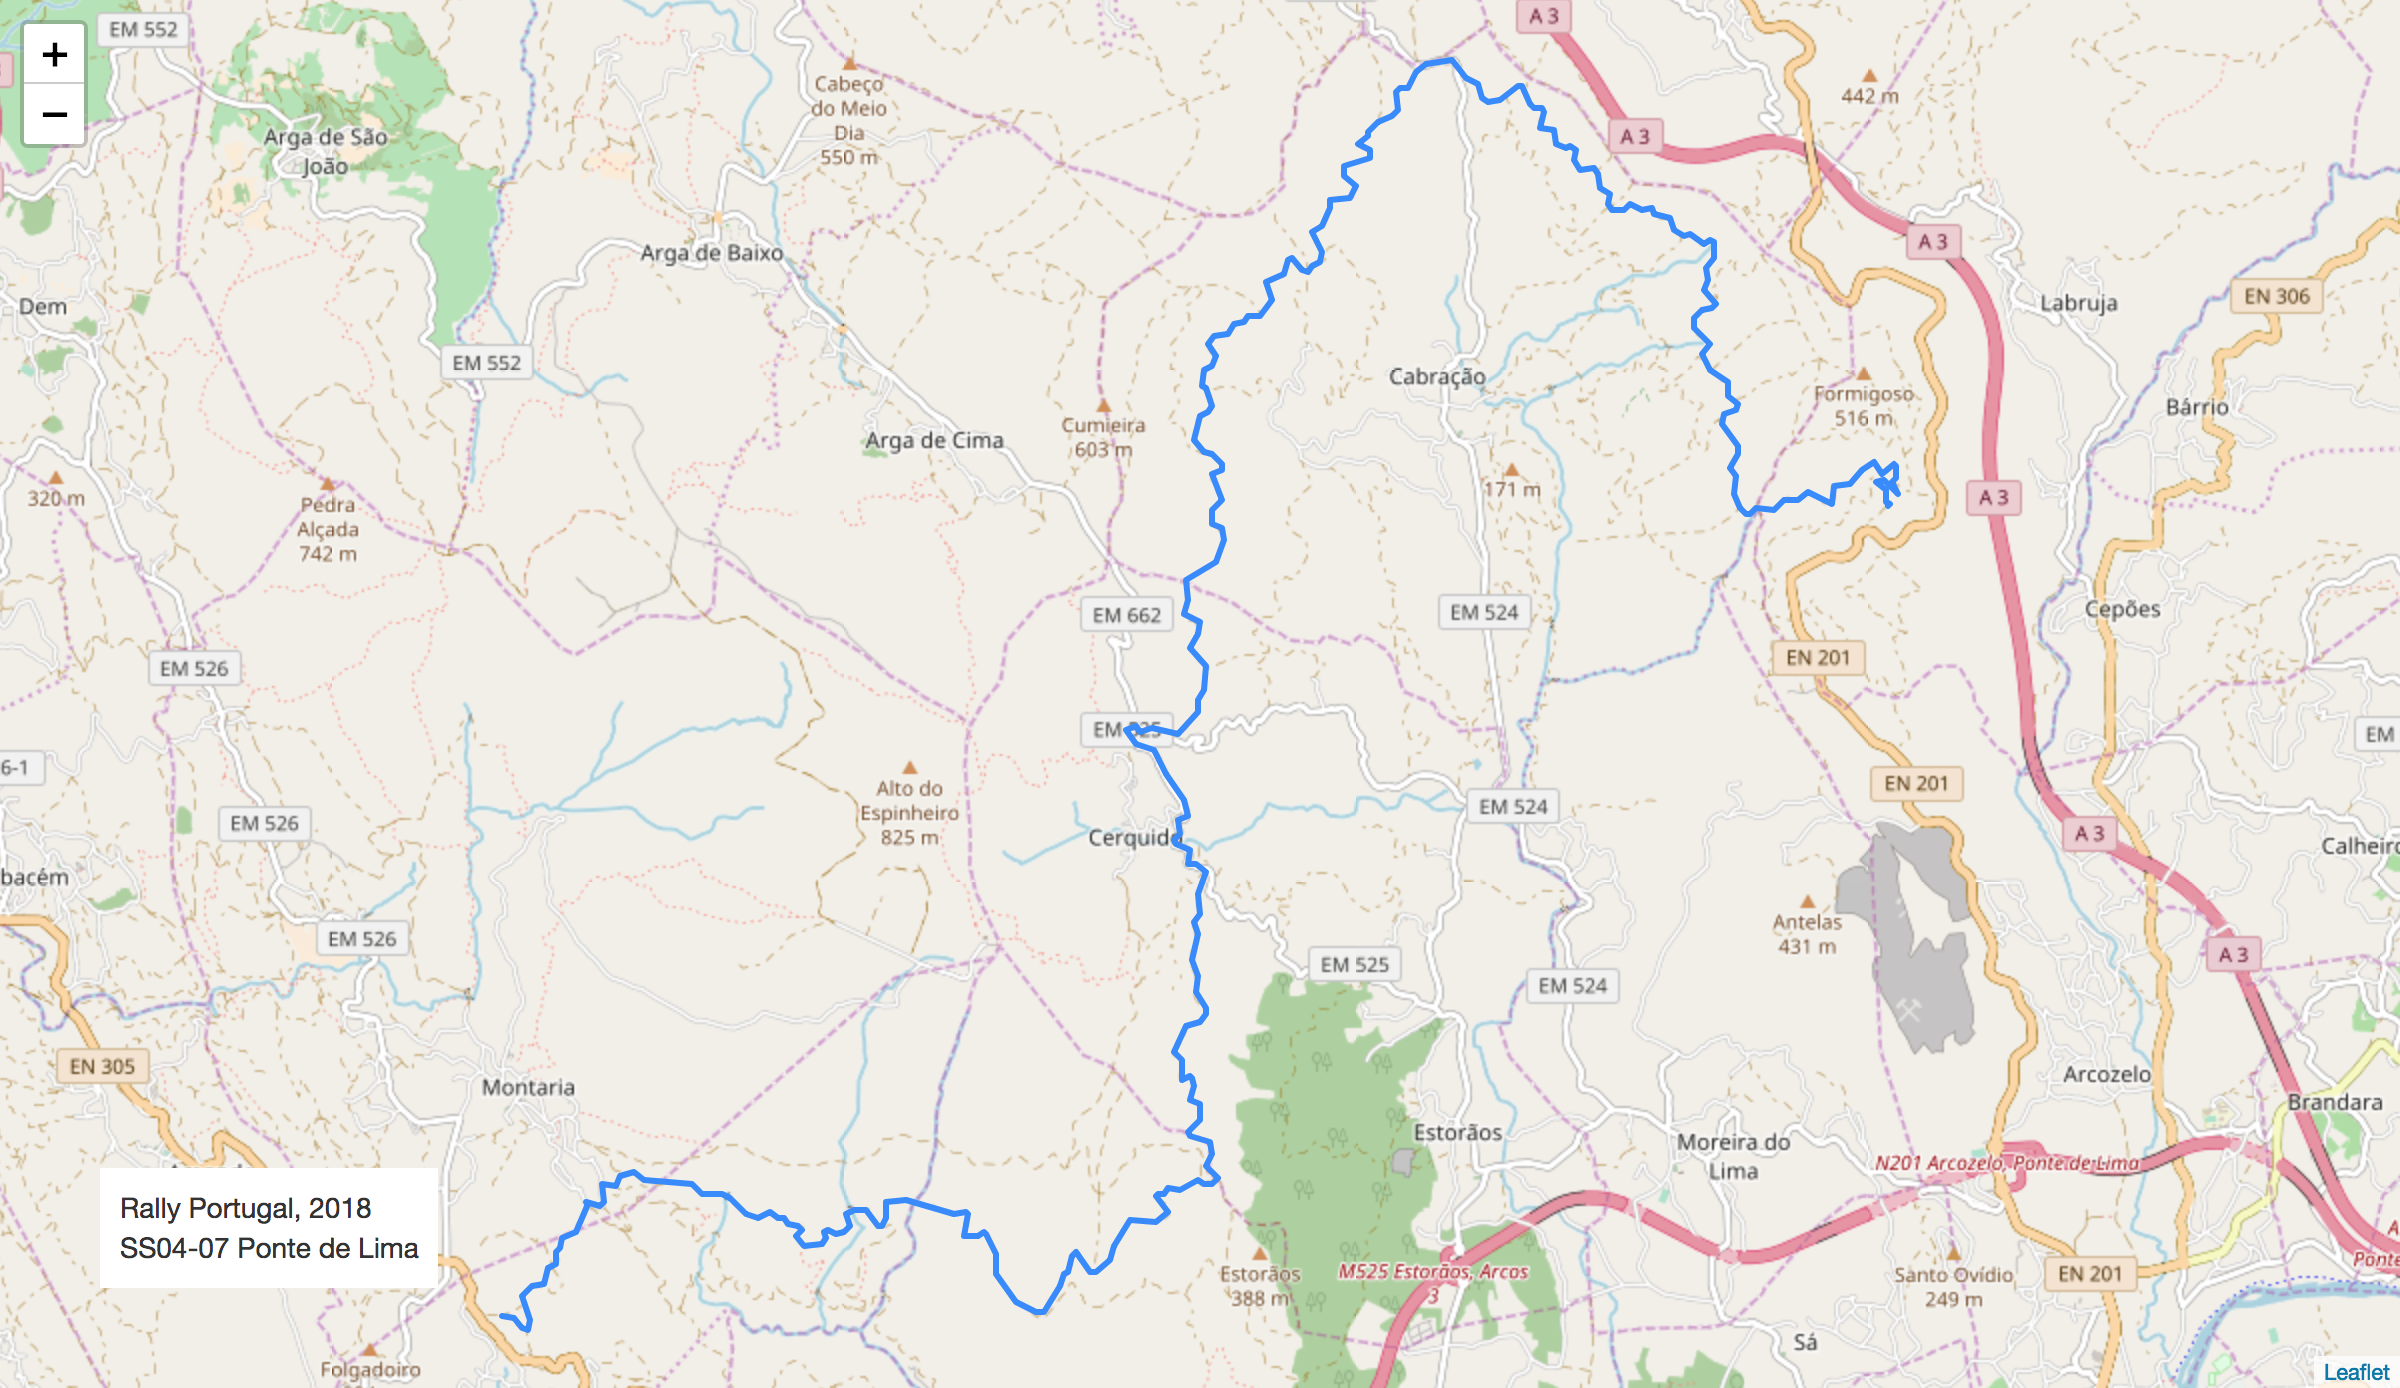 EM 552
A 3
+
−
Cabeço
do Meio
Dia
550 m
442 m
A 3
Arga de São
João
A 3
Arga de Baixo
Dem
Labruja
EN 306
EM 552
Cabração
Formigoso
516 m
Bárrio
Cumieira
603 m
Arga de Cima
320 m
Pedra
Alçada
742 m
171 m
A 3
EM 662
EM 524
Cepões
EM 526
EN 201
EM 525
EM
6-1
EN 201
Alto do
Espinheiro
825 m
EM 524
EM 526
Cerquido
A 3
Calheiro
bacém
Antelas
431 m
EM 526
EM 525
A 3
EM 524
EN 305
Montaria
Arcozelo
Brandara
Estorãos
Moreira do
Lima
N201 Arcozelo, Ponte de Lima
Rally Portugal, 2018
SS04-07 Ponte de Lima
A
Ponte
Estorãos
388 m
M525 Estorãos, Arcos
3
Santo Ovídio
249 m
EN 201
Sá
Folgadoiro
Leaflet